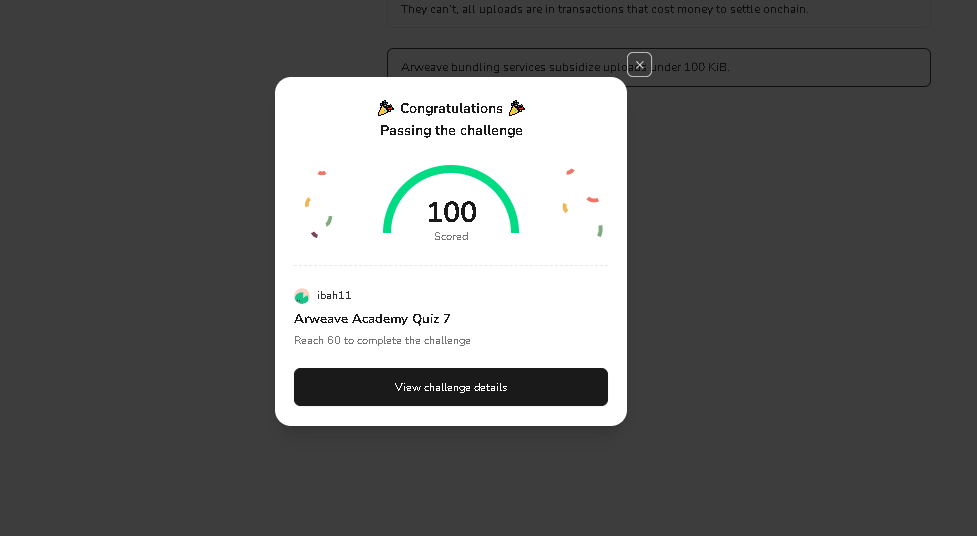 They can't, all uploads are in transactions that cost money to settle onchain.
Arweave bundling services subsidize uploads under 100 KiB.
Congratulations
Passing the challenge
100
Scored
ibah11
Arweave Academy Quiz 7
Reach 60 to complete the challenge
View challenge details